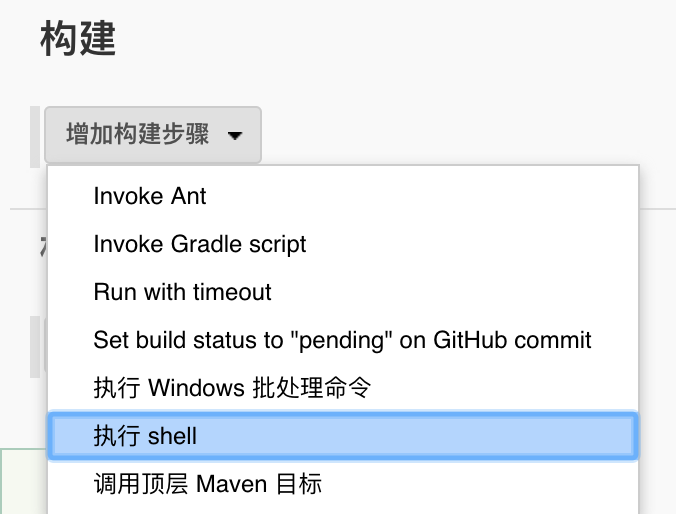 构建
增加构建步骤
Invoke Ant
Invoke Gradle script
Run with timeout
Set build status to "pending" on GitHub commit
执行 Windows 批处理命令
执行 shell
调用顶层 Maven 目标